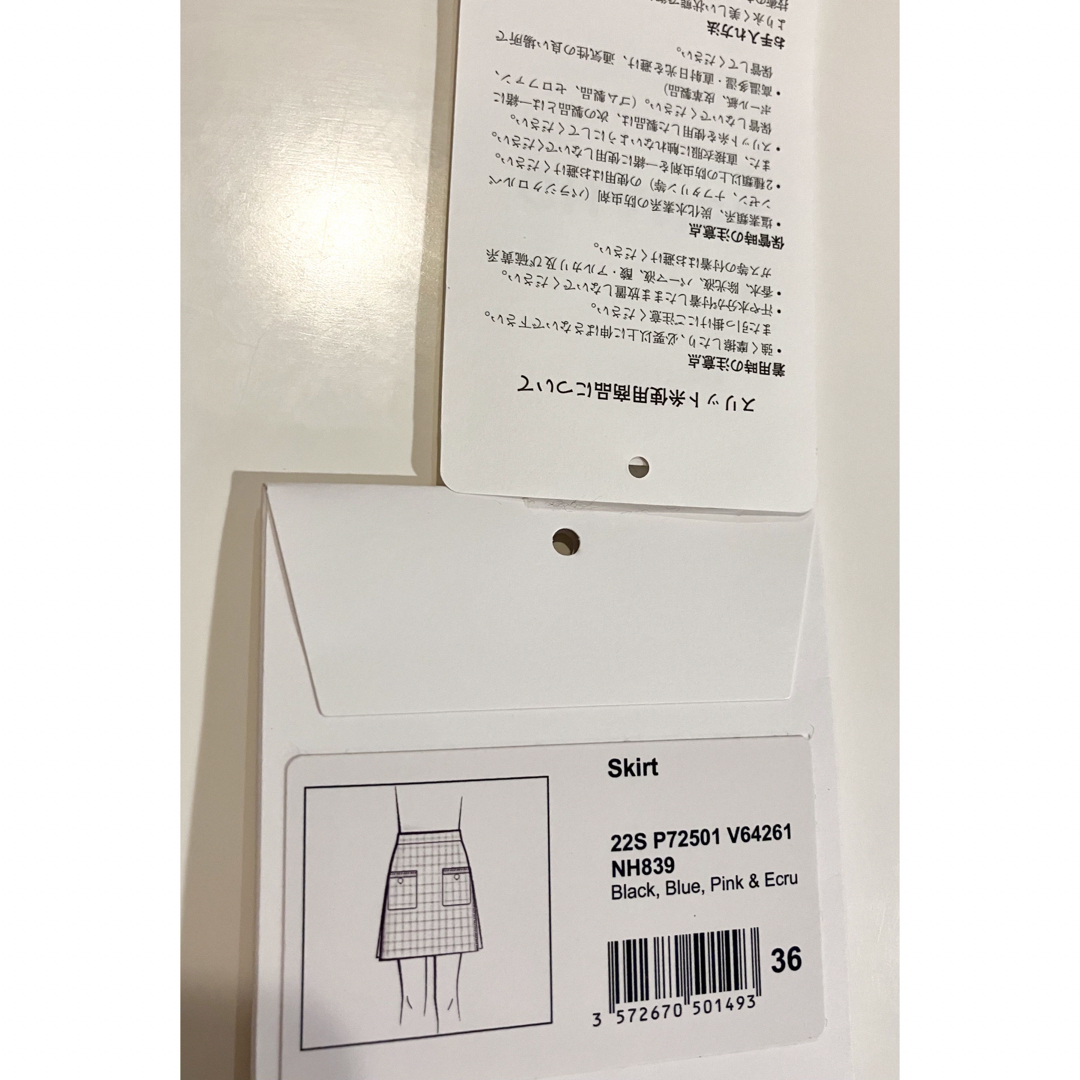 スリット糸使用商品について
着用時の注意点
• 強く摩擦したり、必要以上に伸ばさないで下さい。
また引っ掛けにご注意ください。
• 汗や水分が付着したまま放置しないでください。
• 香水、除光液、パーマ液、酸・アルカリ及び硫黄系
ガス等の付着はお避けください。
保管時の注意点
• 塩素類系、炭化水素系の防虫剤（パラジクロルベ
ンゼン、ナフタリン等）の使用はお避けください。
• 2種類以上の防虫剤を一緒に使用しないでください。
また、直接衣服に触れないようにしてください。
• スリット糸を使用した製品は、次の製品とは一緒に
保管しないでください。（ゴム製品、セロファン、
ボール紙、皮革製品）
• 高温多湿・直射日光を避け、通気性の良い場所で
保管してください。
お手入れ方法
より永く美しい状態で
Skirt
22S P72501 V64261
NH839
Black, Blue, Pink & Ecru
36
3 572670 501493